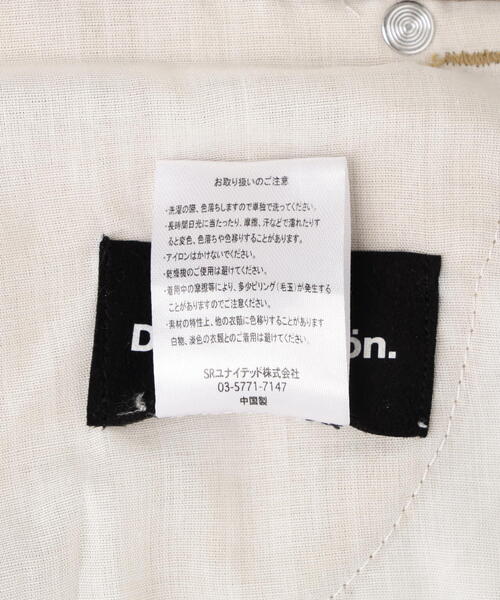 お取り扱いのご注意
・洗濯の際、色落ちしますので単独で洗ってください。
・長時間日光に当たったり、摩擦、汗などで濡れたりす
ると変色、色落ちや色移りすることがあります。
・アイロンはかけないでください。
・乾燥機のご使用は避けてください。
・着用中の摩擦等により、多少ピリング(毛玉)が発生する
ことがありますのでご注意ください。
・素材の特性上、他の衣類に色移りすることがあります
白物、淡色の衣類とのご着用は避けてください。
D ön.
SRユナイテッド株式会社
03-5771-7147
中国製